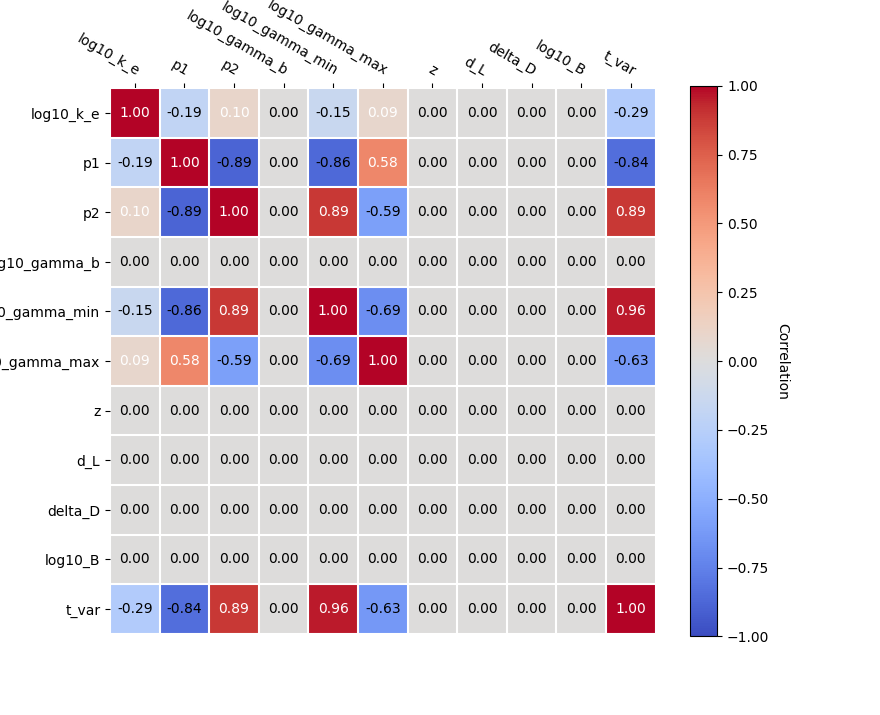 log10_k_e p1 p2 log10_gamma_b log10_gamma_min log10_gamma_max z d_L delta_D log10_B t_var
log10_k_e 1.00 -0.19 0.10 0.00 -0.15 0.09 0.00 0.00 0.00 0.00 -0.29
p1 -0.19 1.00 -0.89 0.00 -0.86 0.58 0.00 0.00 0.00 0.00 -0.84
p2 0.10 -0.89 1.00 0.00 0.89 -0.59 0.00 0.00 0.00 0.00 0.89
g10_gamma_b 0.00 0.00 0.00 0.00 0.00 0.00 0.00 0.00 0.00 0.00 0.00
0_gamma_min -0.15 -0.86 0.89 0.00 1.00 -0.69 0.00 0.00 0.00 0.00 0.96
0_gamma_max 0.09 0.58 -0.59 0.00 -0.69 1.00 0.00 0.00 0.00 0.00 -0.63
z 0.00 0.00 0.00 0.00 0.00 0.00 0.00 0.00 0.00 0.00 0.00
d_L 0.00 0.00 0.00 0.00 0.00 0.00 0.00 0.00 0.00 0.00 0.00
delta_D 0.00 0.00 0.00 0.00 0.00 0.00 0.00 0.00 0.00 0.00 0.00
log10_B 0.00 0.00 0.00 0.00 0.00 0.00 0.00 0.00 0.00 0.00 0.00
t_var -0.29 -0.84 0.89 0.00 0.96 -0.63 0.00 0.00 0.00 0.00 1.00
1.00
0.75
0.50
0.25
0.00
−0.25
−0.50
−0.75
−1.00
Correlation